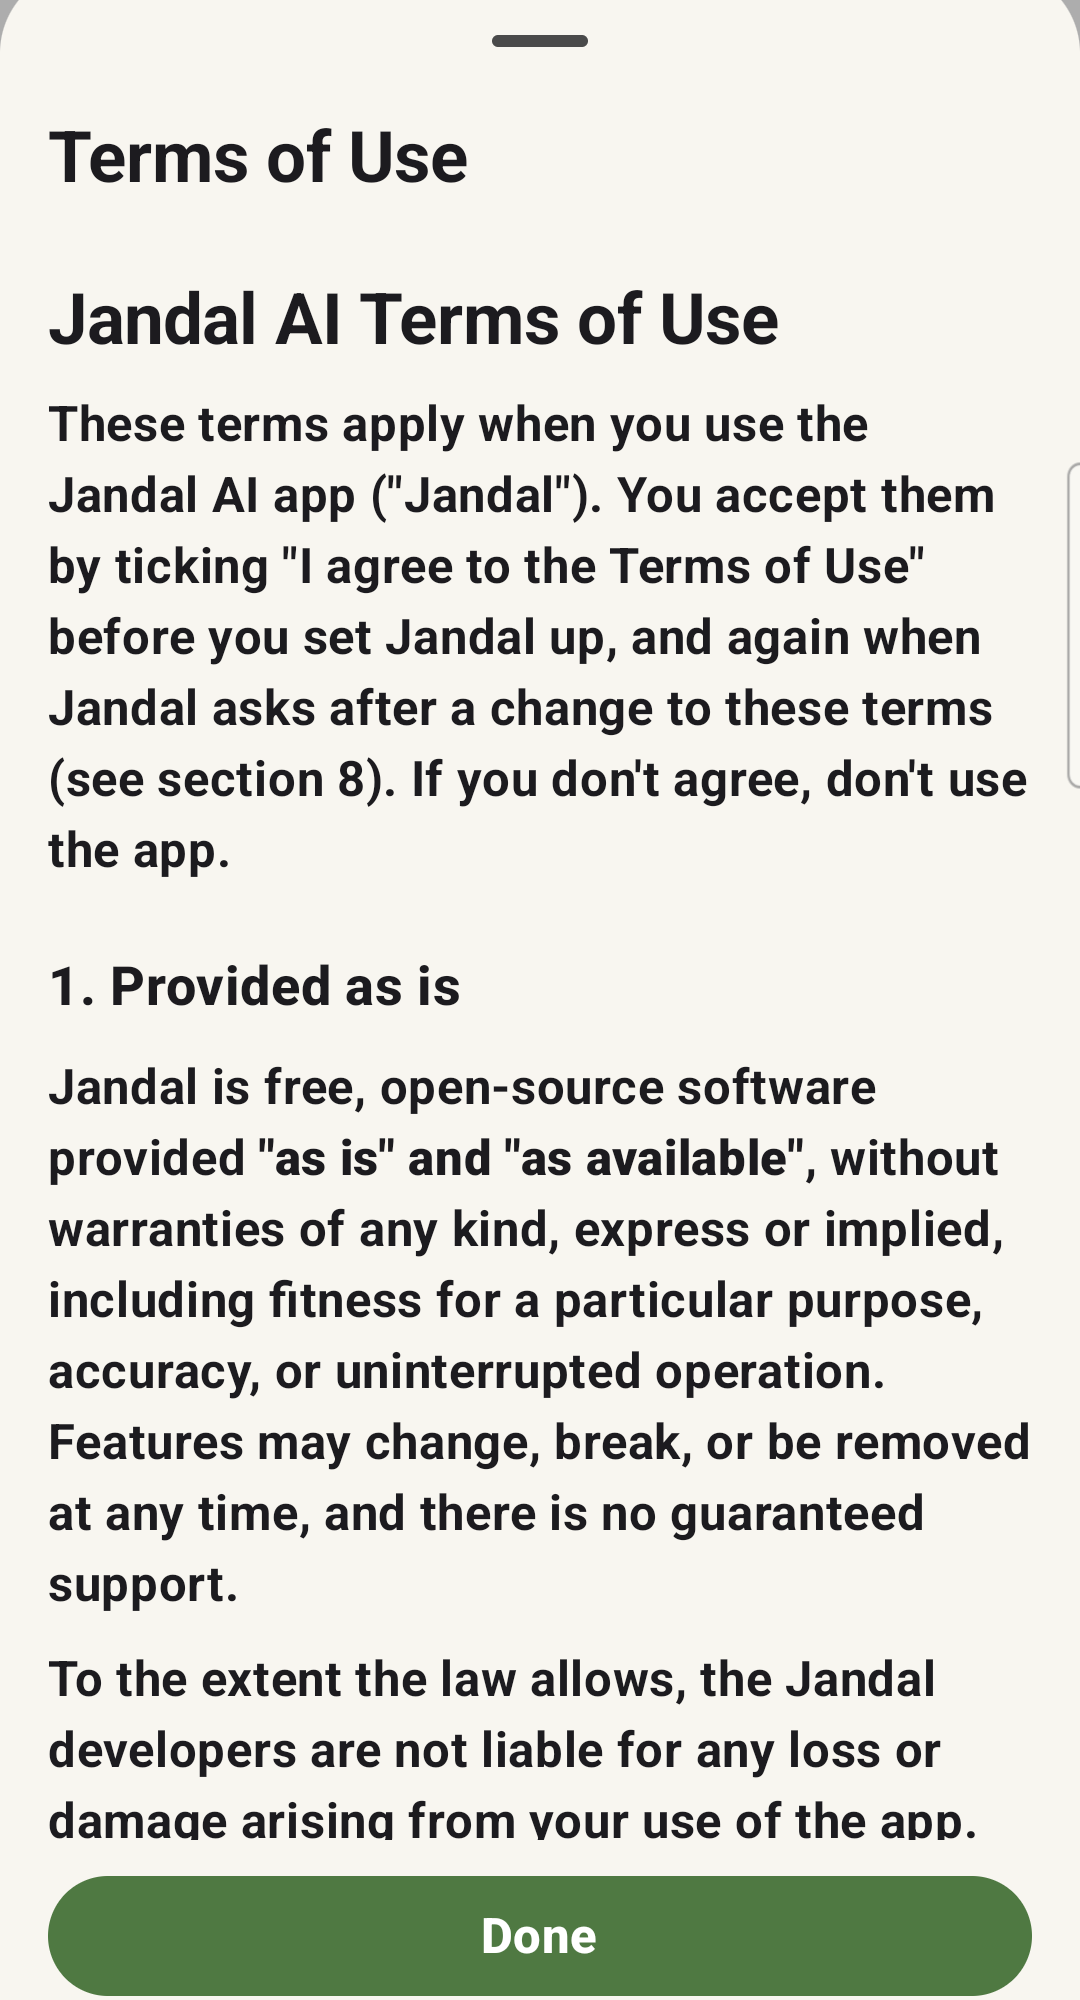 Terms of Use
Jandal AI Terms of Use
These terms apply when you use the
Jandal AI app ("Jandal"). You accept them
by ticking "I agree to the Terms of Use"
before you set Jandal up, and again when
Jandal asks after a change to these terms
(see section 8). If you don't agree, don't use
the app.
1. Provided as is
Jandal is free, open-source software
provided "as is" and "as available", without
warranties of any kind, express or implied,
including fitness for a particular purpose,
accuracy, or uninterrupted operation.
Features may change, break, or be removed
at any time, and there is no guaranteed
support.
To the extent the law allows, the Jandal
developers are not liable for any loss or
damage arising from your use of the app.
Done